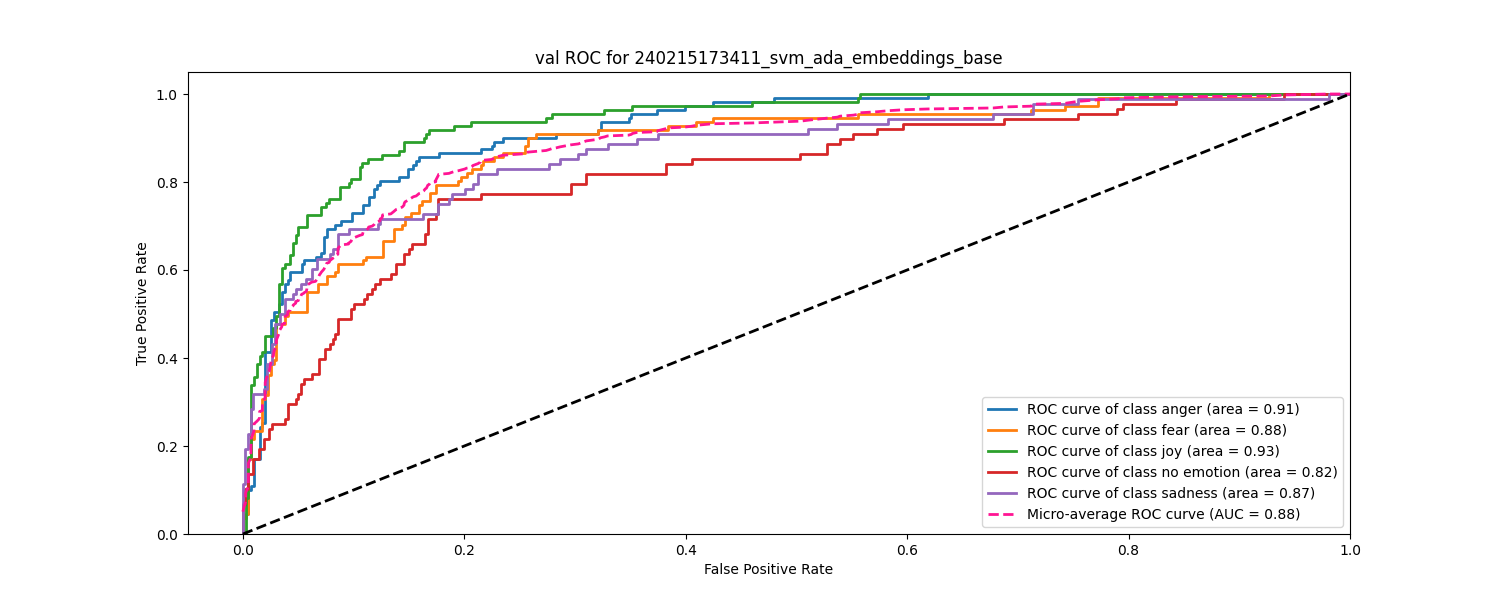 val ROC for 240215173411_svm_ada_embeddings_base
True Positive Rate
1.0
0.8
0.6
0.4
0.2
0.0
0.0 0.2 0.4 0.6 0.8 1.0
False Positive Rate
ROC curve of class anger (area = 0.91)
ROC curve of class fear (area = 0.88)
ROC curve of class joy (area = 0.93)
ROC curve of class no emotion (area = 0.82)
ROC curve of class sadness (area = 0.87)
Micro-average ROC curve (AUC = 0.88)